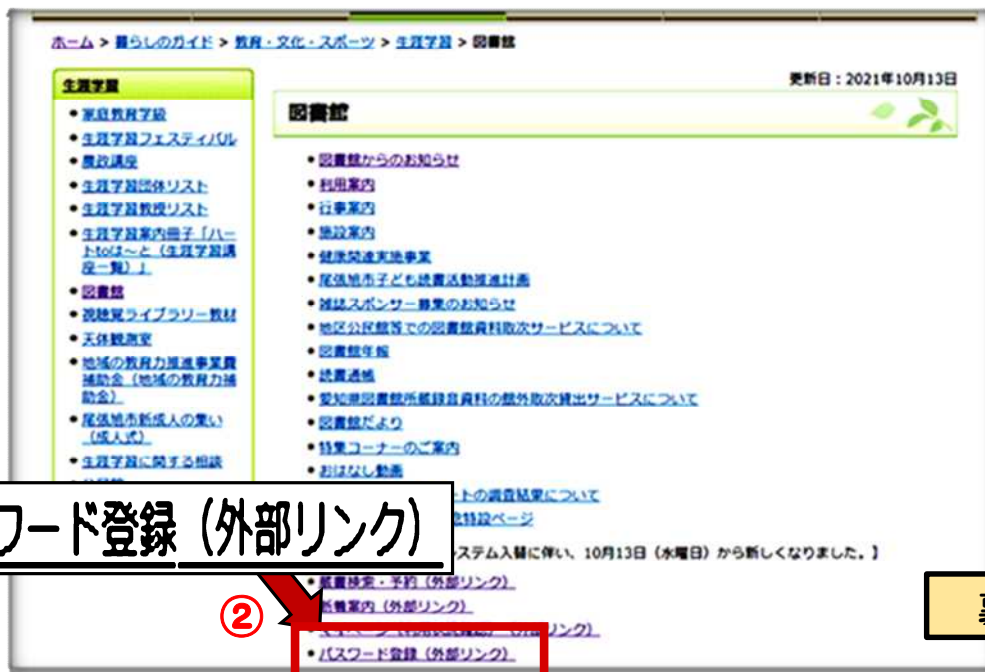 ホーム > 暮らしのガイド > 教育・文化・スポーツ > 生涯学習 > 図書館
更新日：2021年10月13日
生涯学習
• 家庭教育学級
• 生涯学習フェスティバル
• 農政講座
• 生涯学習団体リスト
• 生涯学習教授リスト
• 生涯学習案内冊子「ハー
トtoは～と（生涯学習講
座一覧）」
• 図書館
• 視聴覚ライブラリー教材
• 天体観測室
• 地域の教育力推進事業費
補助金（地域の教育力補
助金）
• 尾張旭市新成人の集い
（成人式）
• 生涯学習に関する相談
図書館
• 図書館からのお知らせ
• 利用案内
• 行事案内
• 施設案内
• 健康関連実施事業
• 尾張旭市子ども読書活動推進計画
• 雑誌スポンサー募集のお知らせ
• 地区公民館等での図書館資料取次サービスについて
• 図書館年報
• 読書通帳
• 愛知県図書館所蔵録音資料の館外取次貸出サービスについて
• 図書館だより
• 特集コーナーのご案内
• おはなし動画
トの調査結果について
特設ページ
ステム入替に伴い、10月13日（水曜日）から新しくなりました。】
• 蔵書検索・予約（外部リンク）
新着案内（外部リンク）
• パスワード登録（外部リンク）
ワード登録（外部リンク）
②